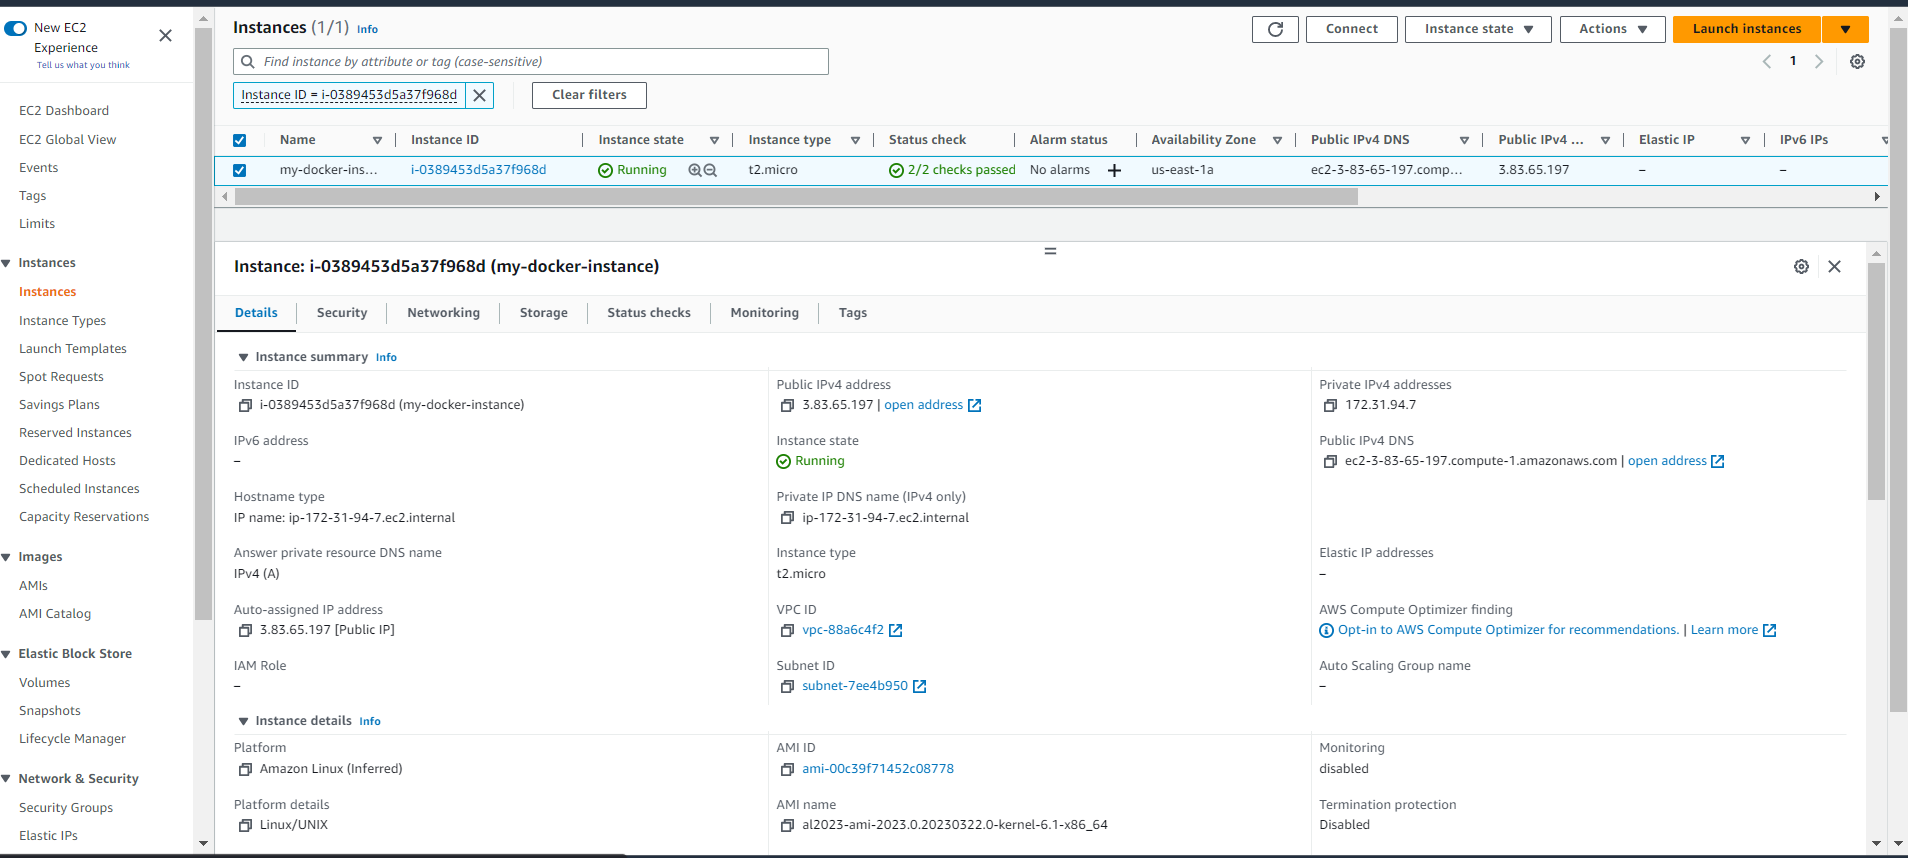 New EC2
Experience
Tell us what you think
EC2 Dashboard
EC2 Global View
Events
Tags
Limits
Instances
Instances
Instance Types
Launch Templates
Spot Requests
Savings Plans
Reserved Instances
Dedicated Hosts
Scheduled Instances
Capacity Reservations
Images
AMIs
AMI Catalog
Elastic Block Store
Volumes
Snapshots
Lifecycle Manager
Network & Security
Security Groups
Elastic IPs
Instances (1/1) Info
Connect Instance state Actions Launch instances
Find instance by attribute or tag (case-sensitive)
1
Instance ID = i-0389453d5a37f968d Clear filters
Name Instance ID Instance state Instance type Status check Alarm status Availability Zone Public IPv4 DNS Public IPv4 ... Elastic IP IPv6 IPs
my-docker-ins... i-0389453d5a37f968d Running t2.micro 2/2 checks passed No alarms us-east-1a ec2-3-83-65-197.comp... 3.83.65.197 – –
Instance: i-0389453d5a37f968d (my-docker-instance)
Details Security Networking Storage Status checks Monitoring Tags
Instance summary Info
Instance ID Public IPv4 address Private IPv4 addresses
i-0389453d5a37f968d (my-docker-instance) 3.83.65.197 | open address 172.31.94.7
IPv6 address Instance state Public IPv4 DNS
– Running ec2-3-83-65-197.compute-1.amazonaws.com | open address
Hostname type Private IP DNS name (IPv4 only)
IP name: ip-172-31-94-7.ec2.internal ip-172-31-94-7.ec2.internal
Answer private resource DNS name Instance type Elastic IP addresses
IPv4 (A) t2.micro –
Auto-assigned IP address VPC ID AWS Compute Optimizer finding
3.83.65.197 [Public IP] vpc-88a6c4f2 Opt-in to AWS Compute Optimizer for recommendations. | Learn more
IAM Role Subnet ID Auto Scaling Group name
– subnet-7ee4b950 –
Instance details Info
Platform AMI ID Monitoring
Amazon Linux (Inferred) ami-00c39f71452c08778 disabled
Platform details AMI name Termination protection
Linux/UNIX al2023-ami-2023.0.20230322.0-kernel-6.1-x86_64 Disabled